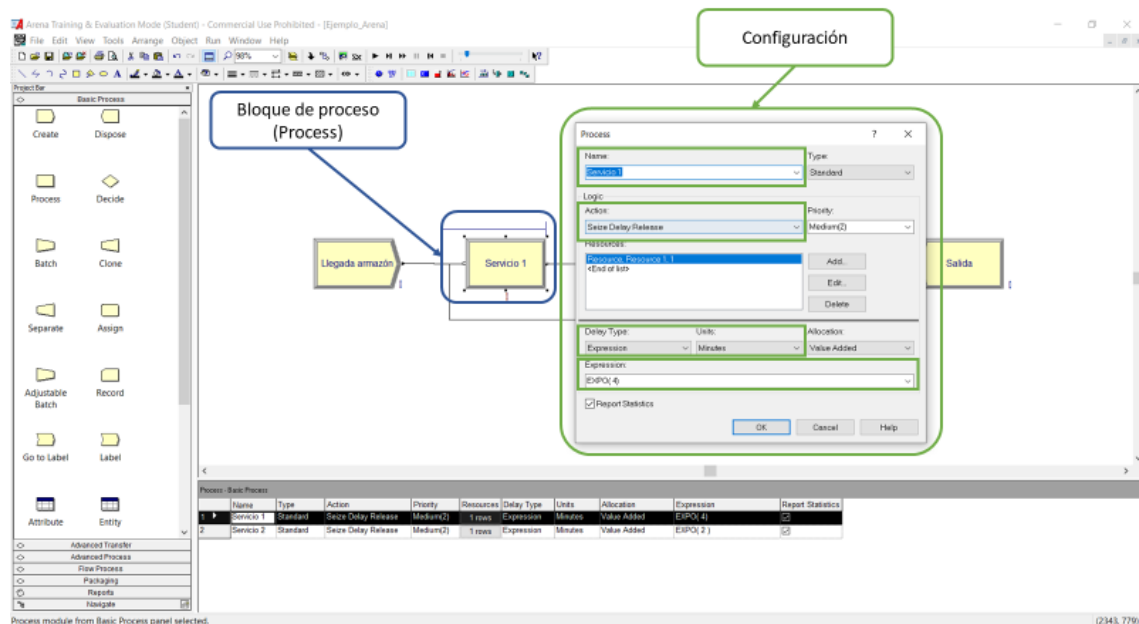 Arena Training & Evaluation Mode (Student) - Commercial Use Prohibited - [Ejemplo_Arena]
File Edit View Tools Arrange Object Run Window Help
98%
Project Bar
Basic Process
Create Dispose
Process Decide
Batch Clone
Separate Assign
Adjustable Batch Record
Go to Label Label
Attribute Entity
Advanced Transfer
Advanced Process
Flow Process
Packaging
Reports
Navigate
Bloque de proceso
(Process)
Configuración
Llegada armazón
Servicio 1
Salida
Process
? ×
Name: Type:
Servicio 1 Standard
Logic
Action: Priority:
Seize Delay Release Medium(2)
Resources:
Resource, Resource 1, 1
<End of list>
Add...
Edit...
Delete
Delay Type: Units: Allocation:
Expression Minutes Value Added
Expression:
EXPO( 4)
Report Statistics
OK Cancel Help
Process - Basic Process
Name Type Action Priority Resources Delay Type Units Allocation Expression Report Statistics
1 Servicio 1 Standard Seize Delay Release Medium(2) 1 rows Expression Minutes Value Added EXPO( 4)
2 Servicio 2 Standard Seize Delay Release Medium(2) 1 rows Expression Minutes Value Added EXPO( 2 )
Process module from Basic Process panel selected.
(2343, 779)